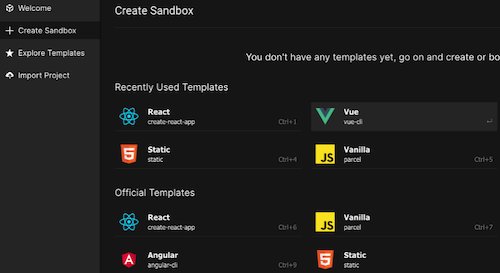 Welcome
Create Sandbox
Explore Templates
Import Project
Create Sandbox
You don't have any templates yet, go on and create or bo
Recently Used Templates
React
create-react-app
Ctrl+1
Vue
vue-cli
Static
static
Ctrl+4
JS
Vanilla
parcel
Ctrl+5
Official Templates
React
create-react-app
Ctrl+6
JS
Vanilla
parcel
Ctrl+7
Angular
angular-cli
Ctrl+9
Static
static